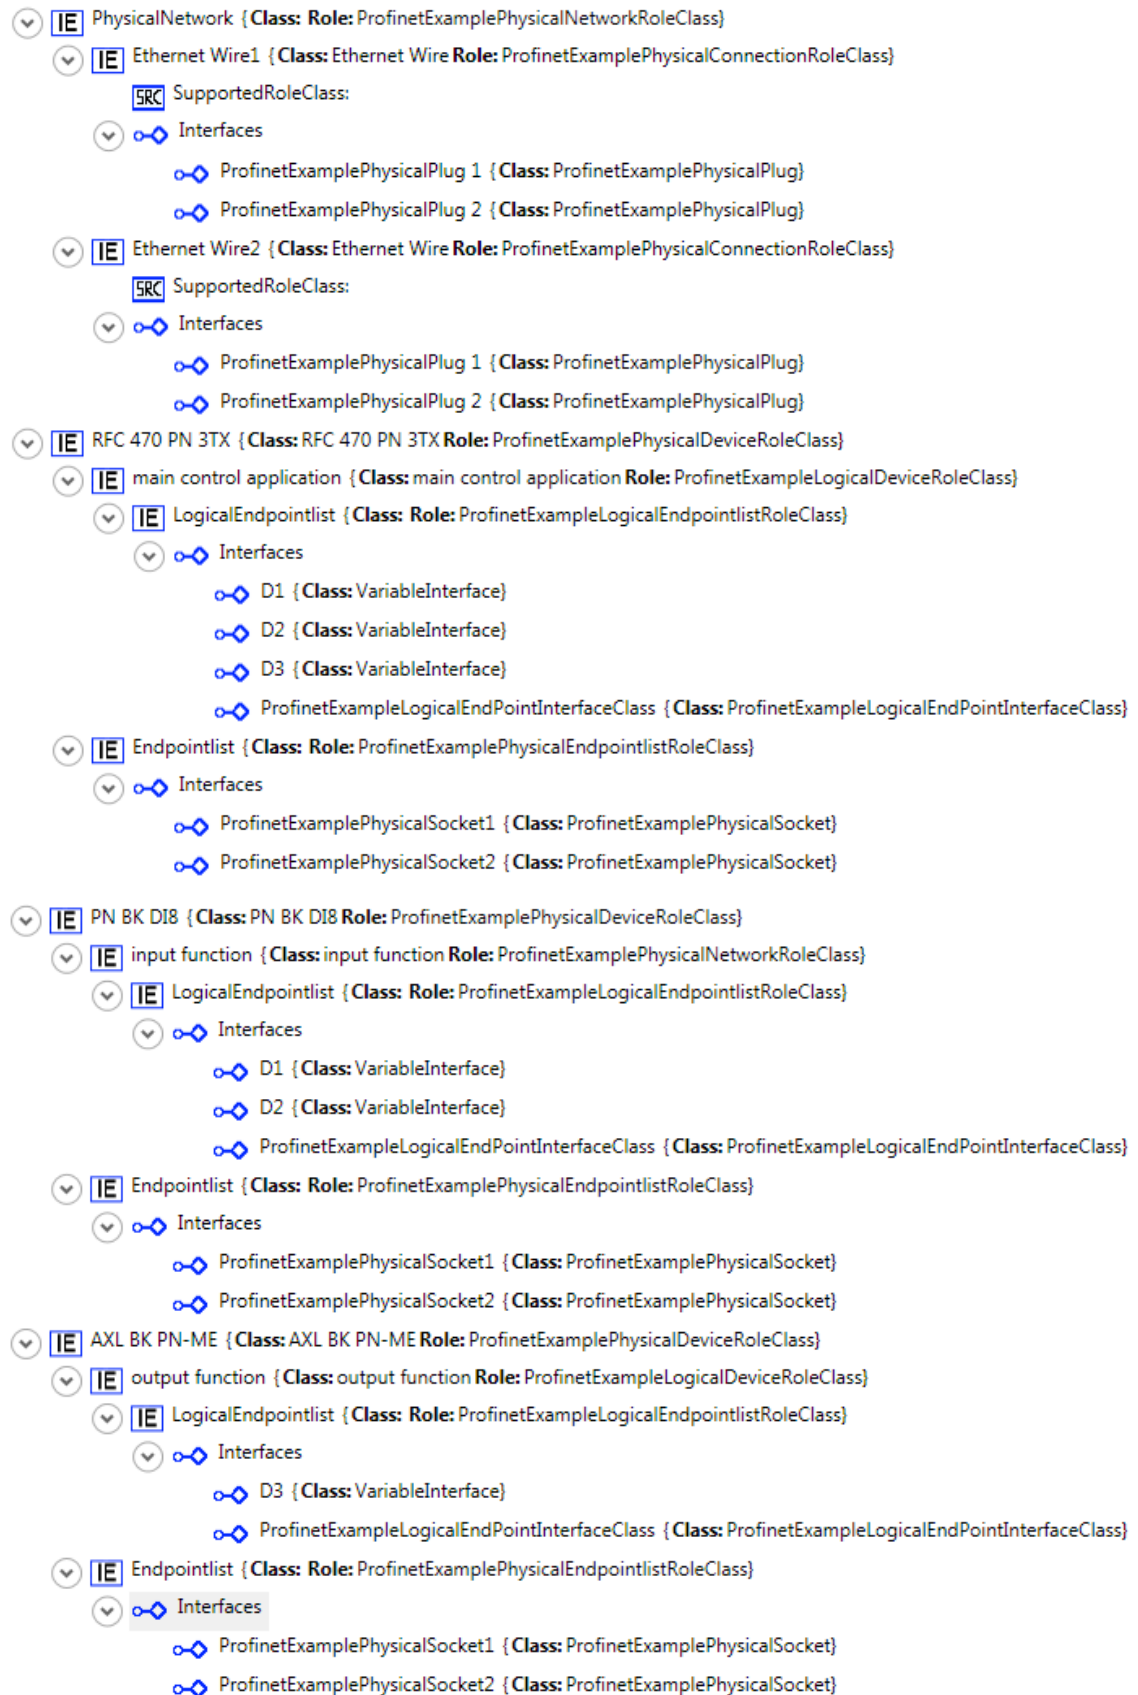 IE PhysicalNetwork {Class: Role: ProfinetExamplePhysicalNetworkRoleClass}
IE Ethernet Wire1 {Class: Ethernet Wire Role: ProfinetExamplePhysicalConnectionRoleClass}
SRC SupportedRoleClass:
Interfaces
ProfinetExamplePhysicalPlug 1 {Class: ProfinetExamplePhysicalPlug}
ProfinetExamplePhysicalPlug 2 {Class: ProfinetExamplePhysicalPlug}
IE Ethernet Wire2 {Class: Ethernet Wire Role: ProfinetExamplePhysicalConnectionRoleClass}
SRC SupportedRoleClass:
Interfaces
ProfinetExamplePhysicalPlug 1 {Class: ProfinetExamplePhysicalPlug}
ProfinetExamplePhysicalPlug 2 {Class: ProfinetExamplePhysicalPlug}
IE RFC 470 PN 3TX {Class: RFC 470 PN 3TX Role: ProfinetExamplePhysicalDeviceRoleClass}
IE main control application {Class: main control application Role: ProfinetExampleLogicalDeviceRoleClass}
IE LogicalEndpointlist {Class: Role: ProfinetExampleLogicalEndpointlistRoleClass}
Interfaces
D1 {Class: VariableInterface}
D2 {Class: VariableInterface}
D3 {Class: VariableInterface}
ProfinetExampleLogicalEndPointInterfaceClass {Class: ProfinetExampleLogicalEndPointInterfaceClass}
IE Endpointlist {Class: Role: ProfinetExamplePhysicalEndpointlistRoleClass}
Interfaces
ProfinetExamplePhysicalSocket1 {Class: ProfinetExamplePhysicalSocket}
ProfinetExamplePhysicalSocket2 {Class: ProfinetExamplePhysicalSocket}
IE PN BK DI8 {Class: PN BK DI8 Role: ProfinetExamplePhysicalDeviceRoleClass}
IE input function {Class: input function Role: ProfinetExamplePhysicalNetworkRoleClass}
IE LogicalEndpointlist {Class: Role: ProfinetExampleLogicalEndpointlistRoleClass}
Interfaces
D1 {Class: VariableInterface}
D2 {Class: VariableInterface}
ProfinetExampleLogicalEndPointInterfaceClass {Class: ProfinetExampleLogicalEndPointInterfaceClass}
IE Endpointlist {Class: Role: ProfinetExamplePhysicalEndpointlistRoleClass}
Interfaces
ProfinetExamplePhysicalSocket1 {Class: ProfinetExamplePhysicalSocket}
ProfinetExamplePhysicalSocket2 {Class: ProfinetExamplePhysicalSocket}
IE AXL BK PN-ME {Class: AXL BK PN-ME Role: ProfinetExamplePhysicalDeviceRoleClass}
IE output function {Class: output function Role: ProfinetExampleLogicalDeviceRoleClass}
IE LogicalEndpointlist {Class: Role: ProfinetExampleLogicalEndpointlistRoleClass}
Interfaces
D3 {Class: VariableInterface}
ProfinetExampleLogicalEndPointInterfaceClass {Class: ProfinetExampleLogicalEndPointInterfaceClass}
IE Endpointlist {Class: Role: ProfinetExamplePhysicalEndpointlistRoleClass}
Interfaces
ProfinetExamplePhysicalSocket1 {Class: ProfinetExamplePhysicalSocket}
ProfinetExamplePhysicalSocket2 {Class: ProfinetExamplePhysicalSocket}